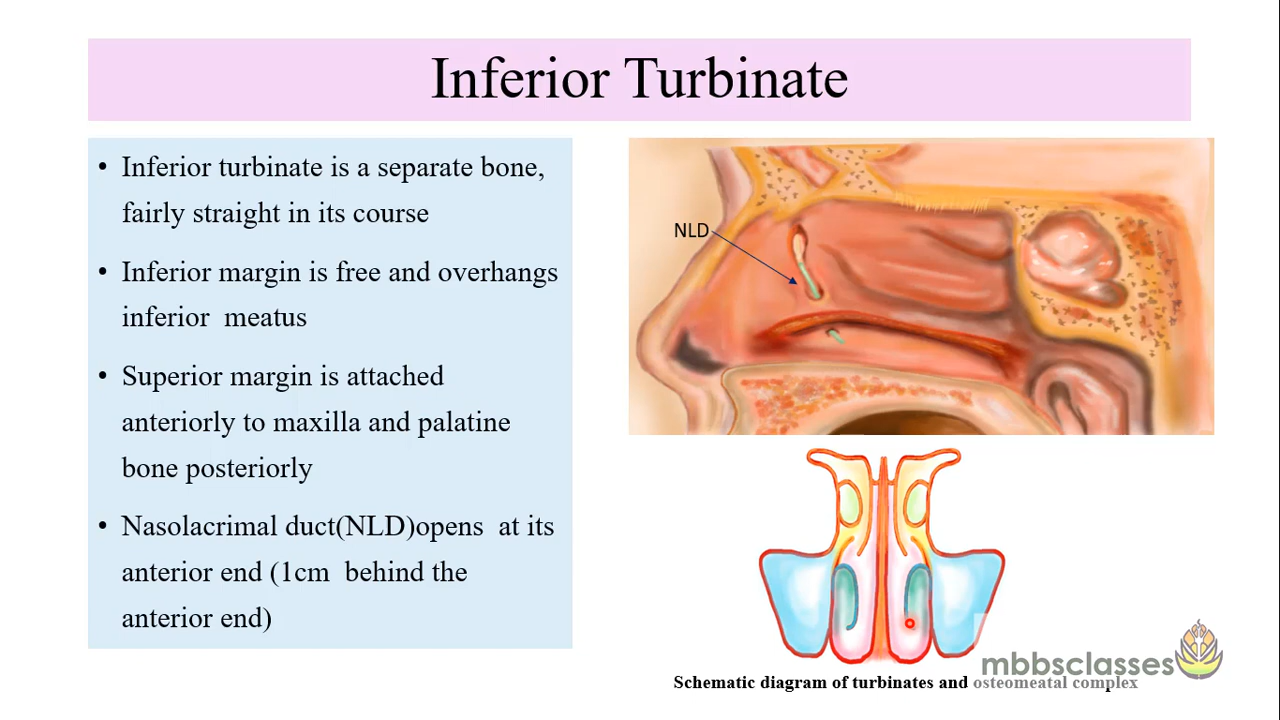 Inferior Turbinate
• Inferior turbinate is a separate bone,
fairly straight in its course
• Inferior margin is free and overhangs
inferior meatus
• Superior margin is attached
anteriorly to maxilla and palatine
bone posteriorly
• Nasolacrimal duct(NLD)opens at its
anterior end (1cm behind the
anterior end)
NLD
mbbsclasses
Schematic diagram of turbinates and osteomeatal complex